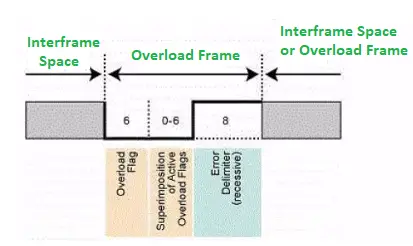 Interframe
Space
Overload Frame
Interframe Space
or Overload Frame
6
0-6
8
Overload
Flag
Superimposition
of Active
Overload Flags
Error
Delimiter
(recessive)